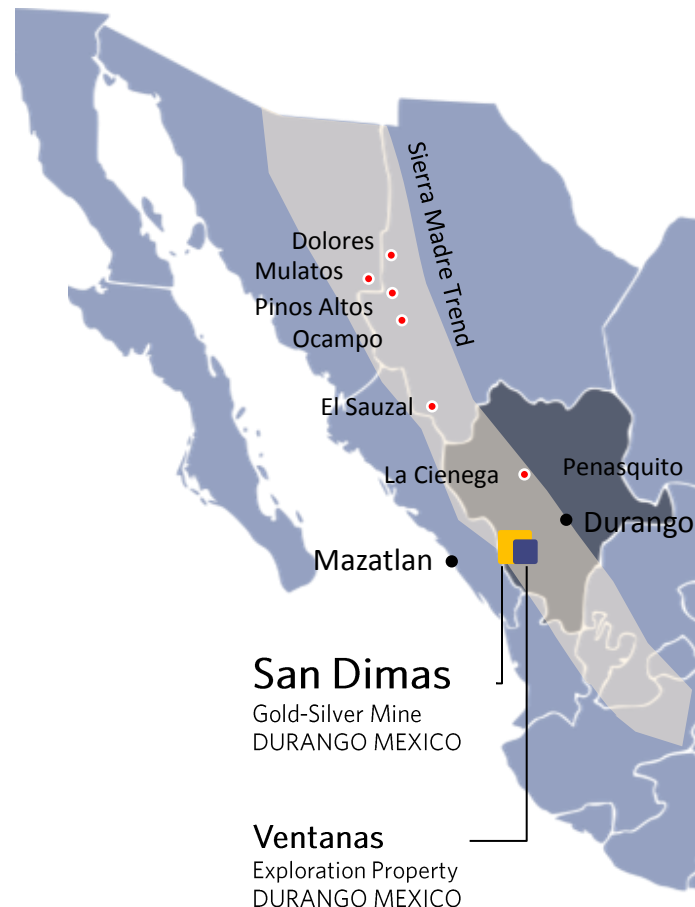 Sierra Madre Trend
Dolores
Mulatos
Pinos Altos
Ocampo
El Sauzal
La Cienega
Penasquito
Durango
Mazatlan
San Dimas
Gold-Silver Mine
DURANGO MEXICO
Ventanas
Exploration Property
DURANGO MEXICO